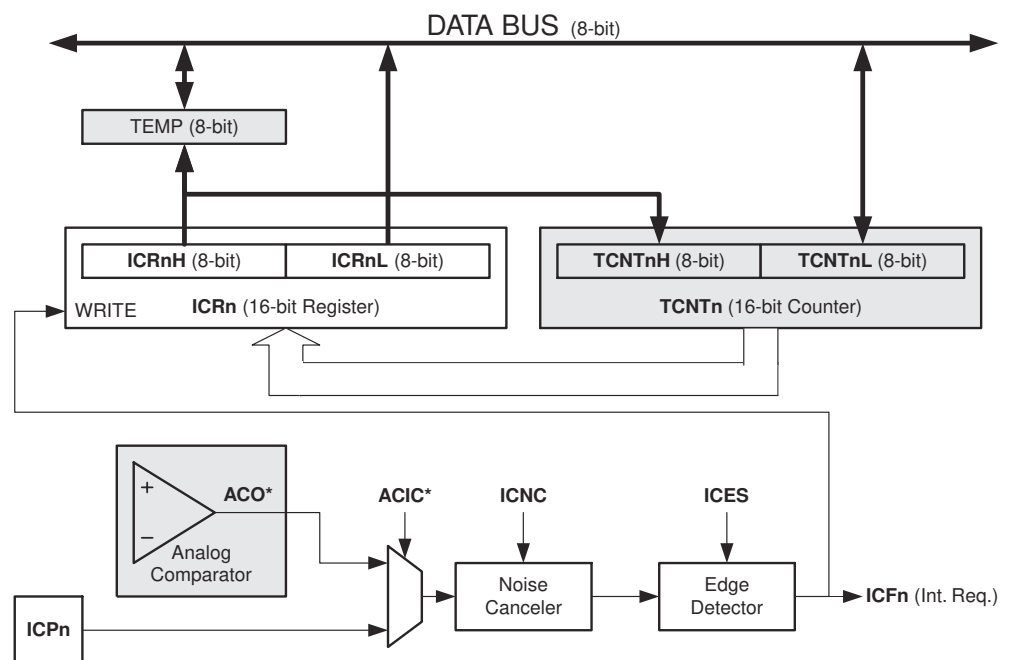 DATA BUS (8-bit)
TEMP (8-bit)
ICRnH (8-bit)
ICRnL (8-bit)
TCNTnH (8-bit)
TCNTnL (8-bit)
WRITE
ICRn (16-bit Register)
TCNTn (16-bit Counter)
+
−
ACO*
Analog
Comparator
ACIC*
ICNC
ICES
Noise
Canceler
Edge
Detector
ICFn (Int. Req.)
ICPn